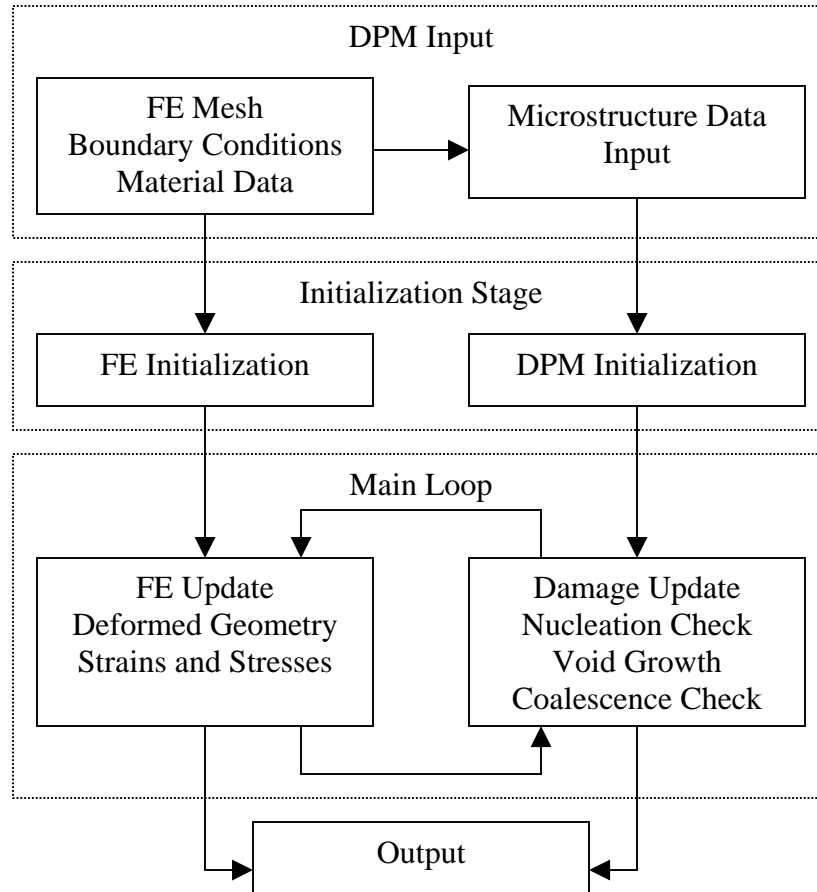 DPM Input
FE Mesh
Boundary Conditions
Material Data
Microstructure Data
Input
Initialization Stage
FE Initialization
DPM Initialization
Main Loop
FE Update
Deformed Geometry
Strains and Stresses
Damage Update
Nucleation Check
Void Growth
Coalescence Check
Output